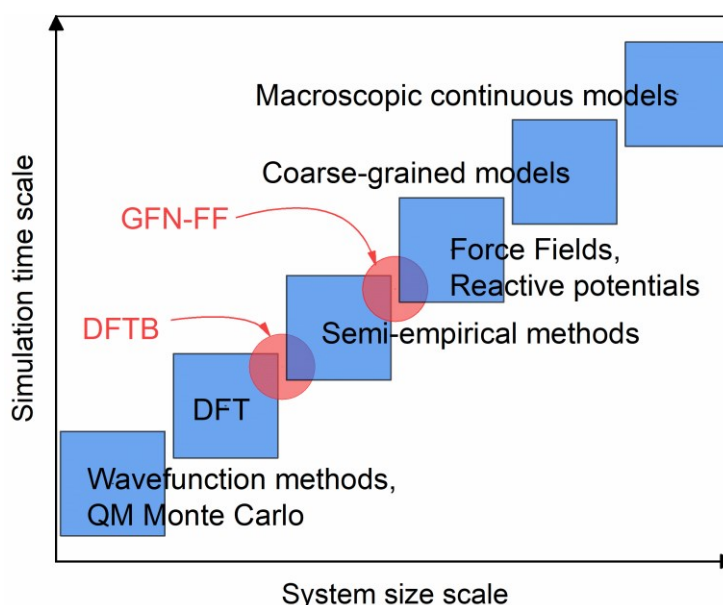 Macroscopic continuous models
Coarse-grained models
GFN-FF
Force Fields,
Reactive potentials
DFTB
Semi-empirical methods
DFT
Wavefunction methods,
QM Monte Carlo
Simulation time scale
System size scale